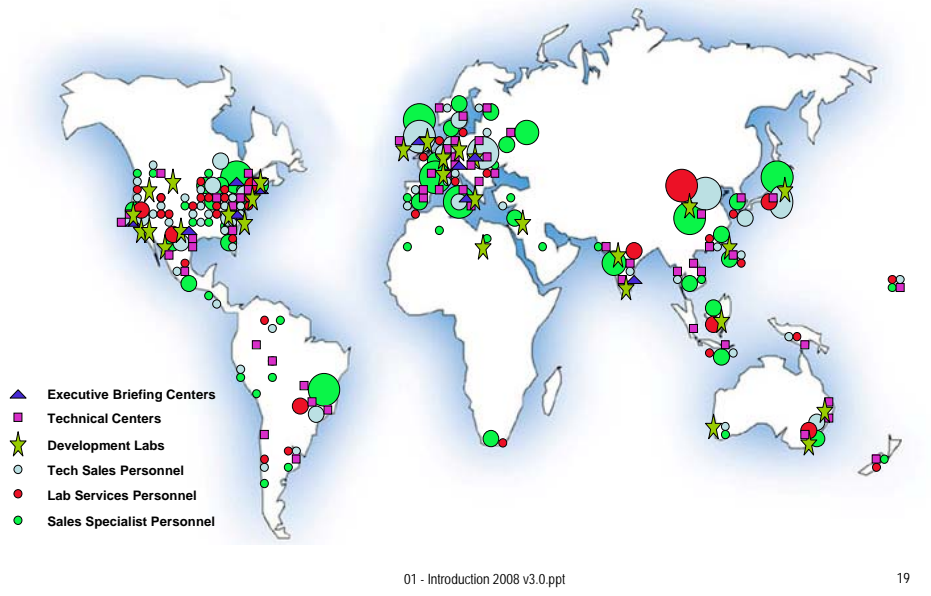 Executive Briefing Centers
Technical Centers
Development Labs
Tech Sales Personnel
Lab Services Personnel
Sales Specialist Personnel
01 - Introduction 2008 v3.0.ppt
19